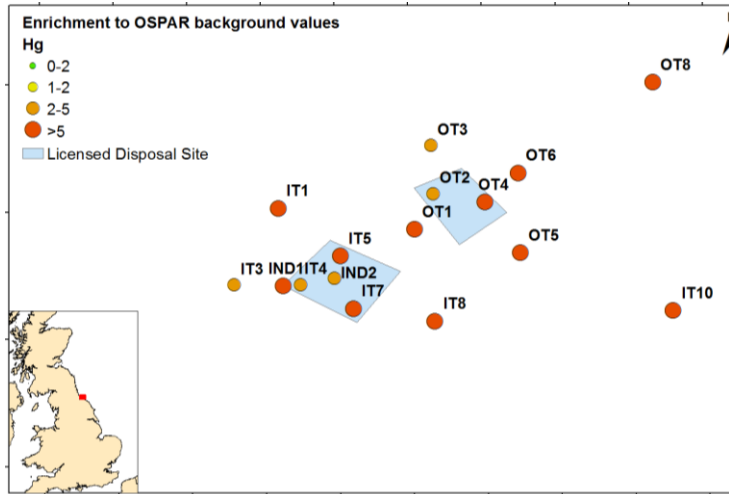 Enrichment to OSPAR background values
Hg
0-2
1-2
2-5
>5
Licensed Disposal Site
OT8
OT3
OT6
OT2
OT4
IT1
OT1
IT5
OT5
IT3
IND1
IT4
IND2
IT7
IT8
IT10